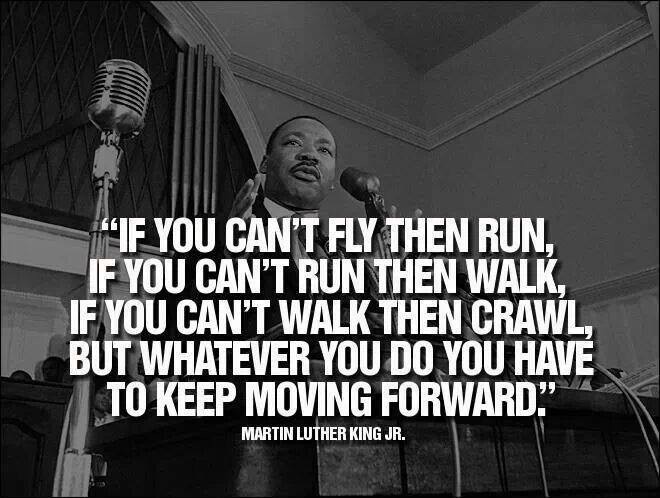 “IF YOU CAN’T FLY THEN RUN,
IF YOU CAN’T RUN THEN WALK,
IF YOU CAN’T WALK THEN CRAWL,
BUT WHATEVER YOU DO YOU HAVE
TO KEEP MOVING FORWARD.”
MARTIN LUTHER KING JR.